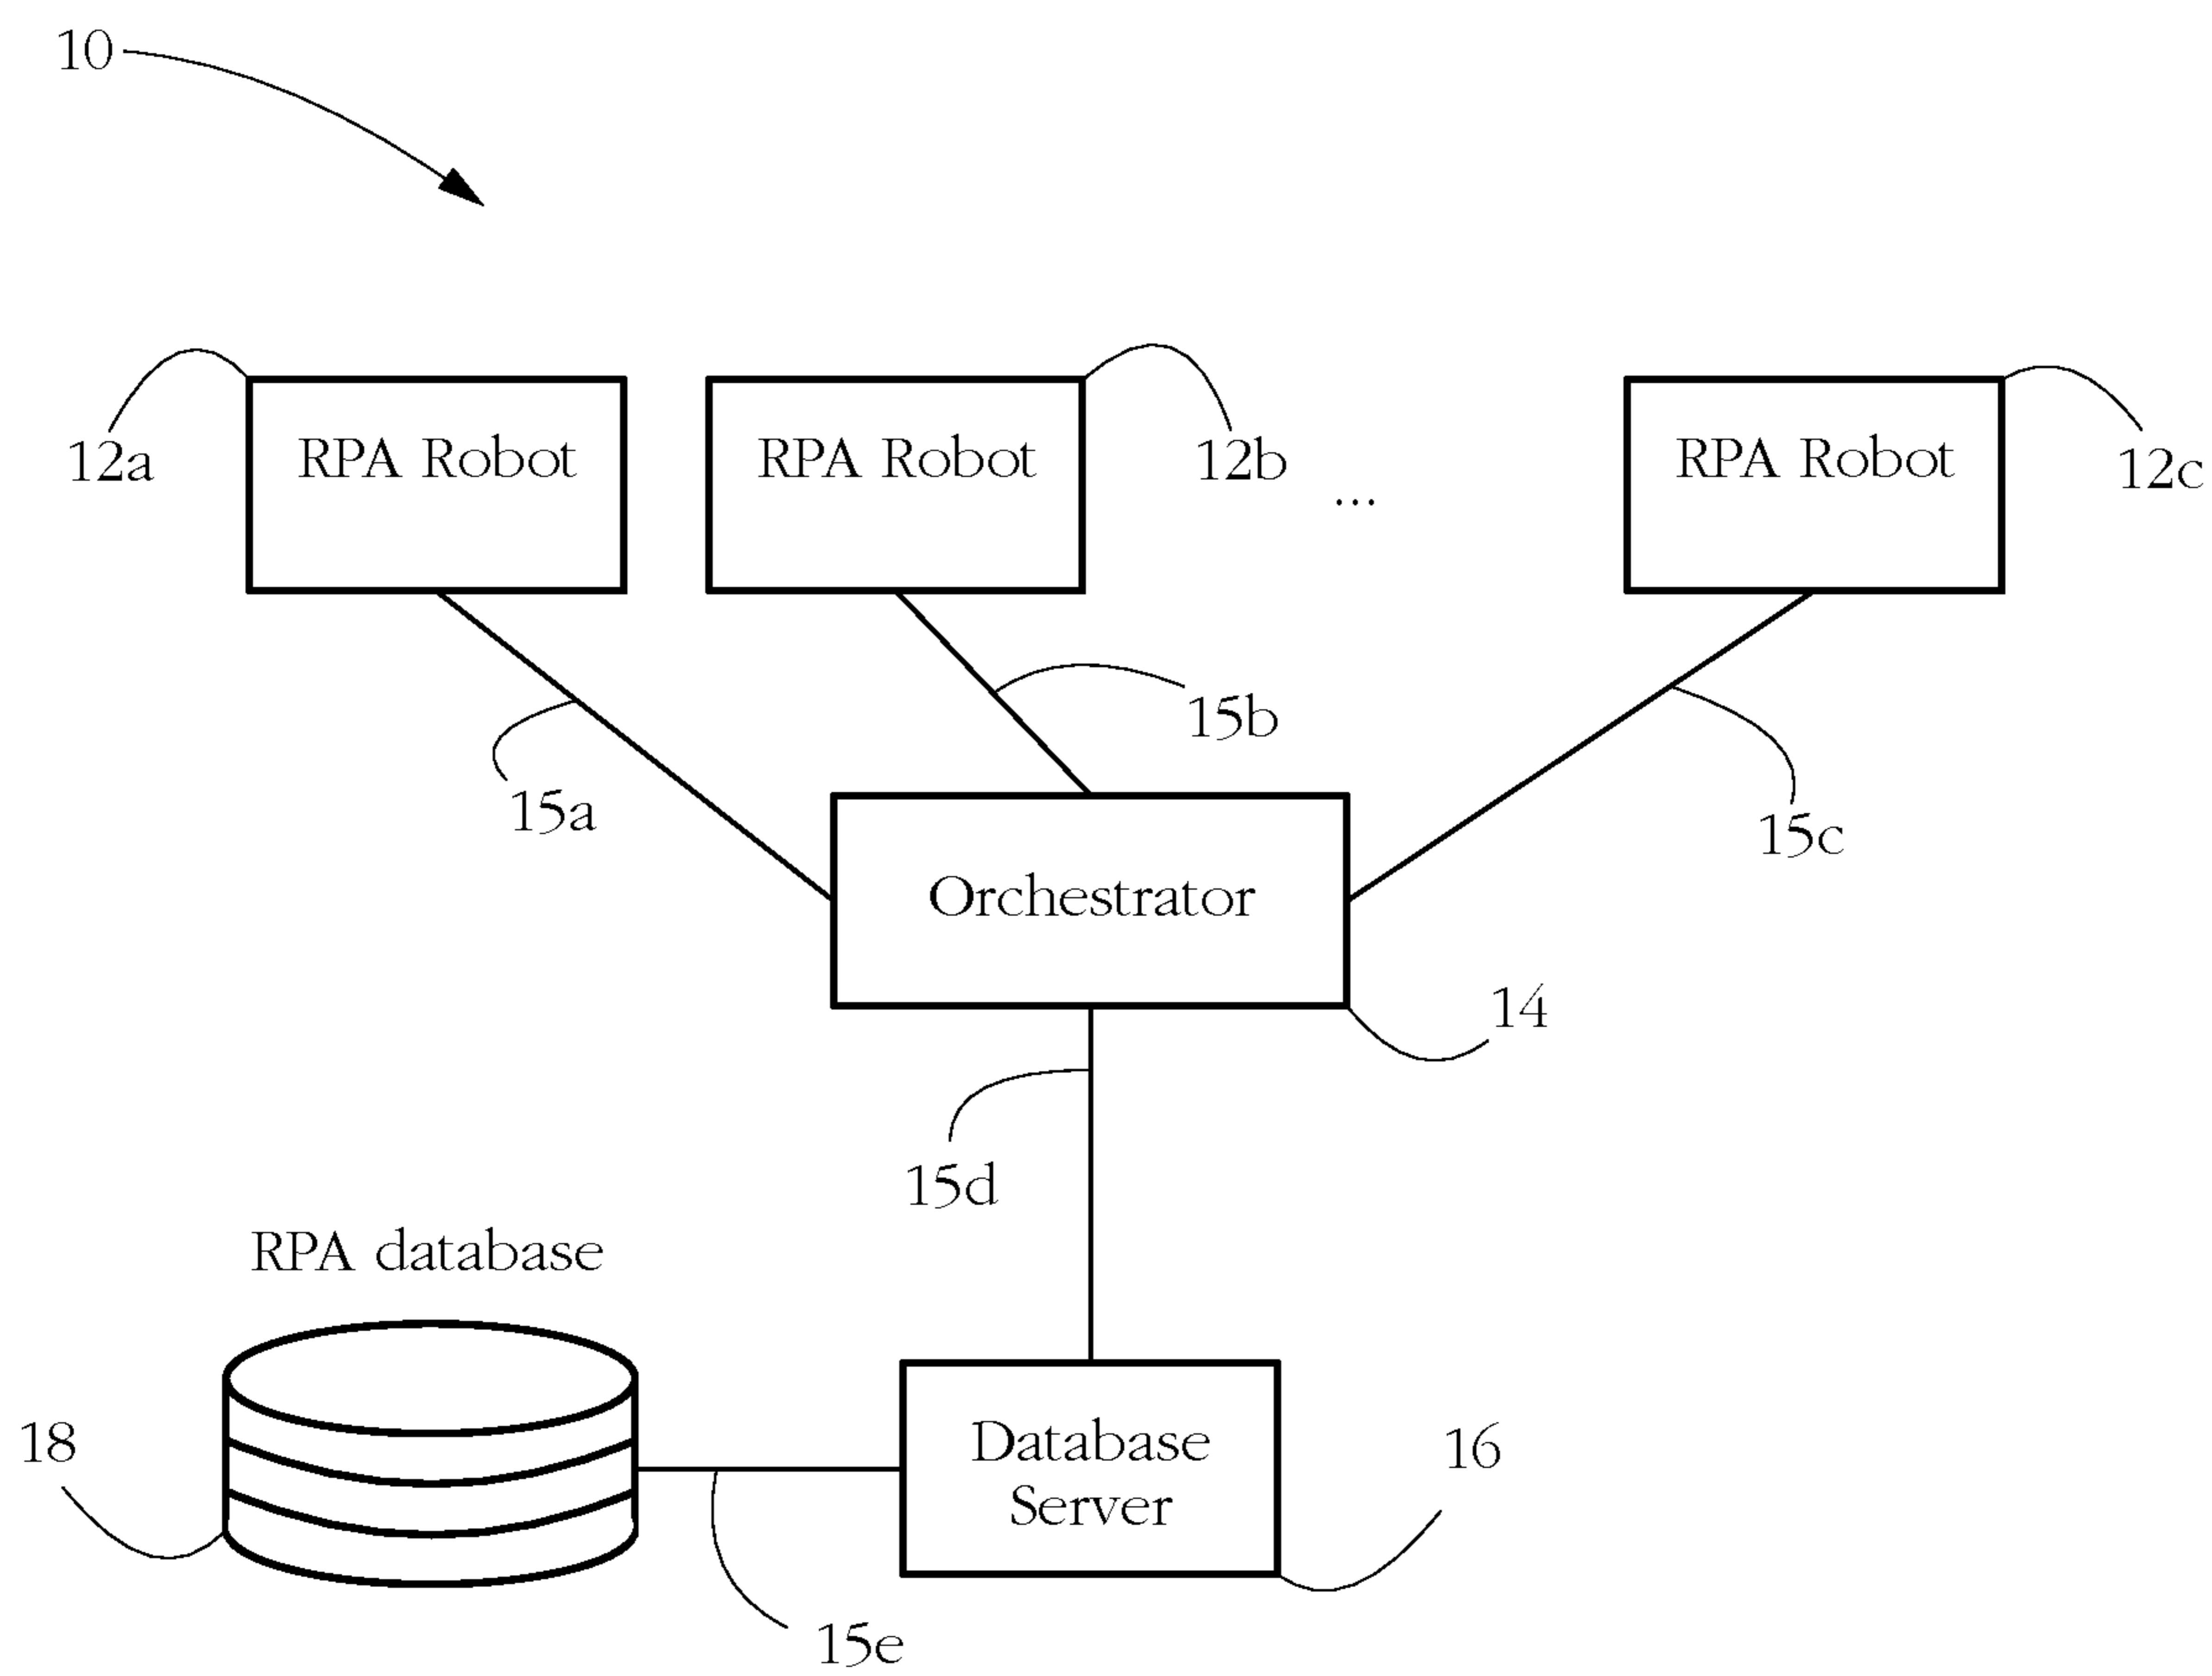 10
12a
RPA Robot
RPA Robot
12b
...
RPA Robot
12c
15a
15b
15c
Orchestrator
14
15d
RPA database
18
Database
Server
16
15e